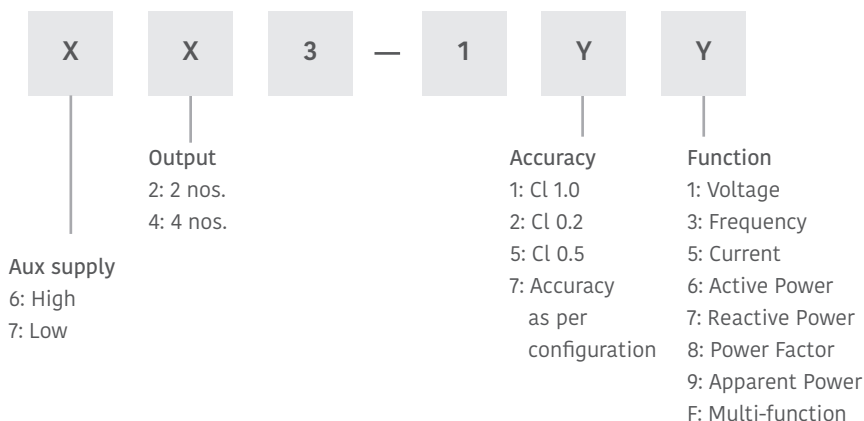 X X 3 — 1 Y Y
Output
2: 2 nos.
4: 4 nos.
Aux supply
6: High
7: Low
Accuracy
1: Cl 1.0
2: Cl 0.2
5: Cl 0.5
7: Accuracy
as per
configuration
Function
1: Voltage
3: Frequency
5: Current
6: Active Power
7: Reactive Power
8: Power Factor
9: Apparent Power
F: Multi-function